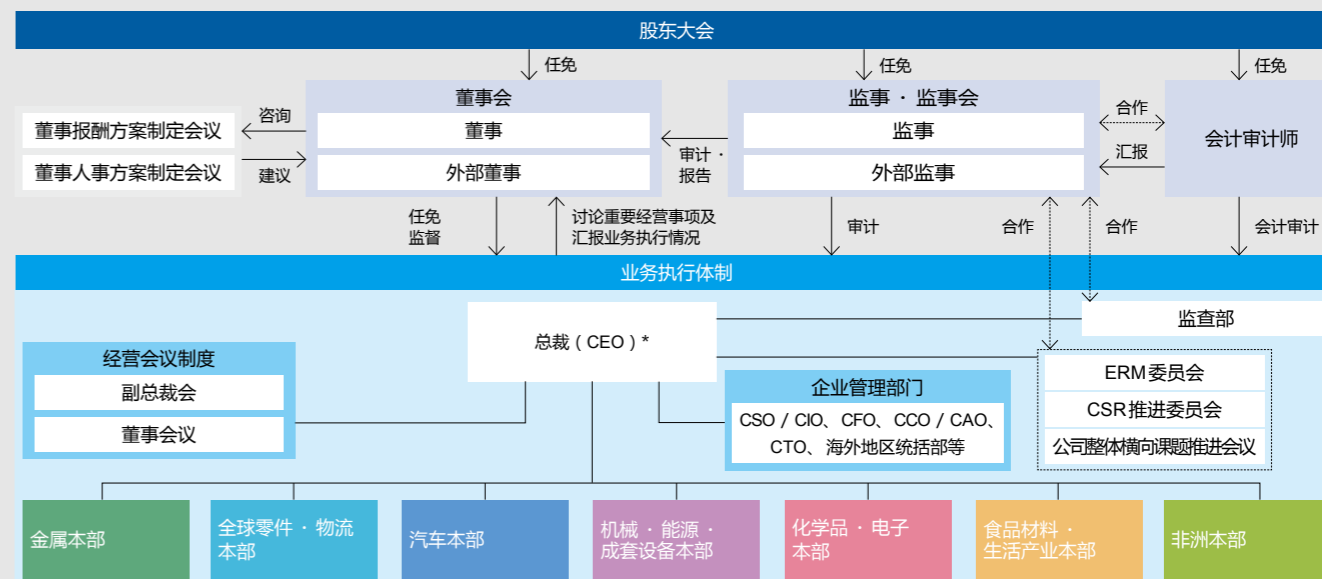 股东大会
任免
任免
任免
董事会
董事
外部董事
监事 · 监事会
监事
外部监事
会计审计师
董事报酬方案制定会议
董事人事方案制定会议
咨询
建议
审计 ·
报告
合作
汇报
任免
监督
讨论重要经营事项及
汇报业务执行情况
审计
合作
合作
会计审计
业务执行体制
总裁（CEO）*
监查部
经营会议制度
副总裁会
董事会议
企业管理部门
CSO / CIO、CFO、CCO / CAO、
CTO、海外地区统括部等
ERM委员会
CSR推进委员会
公司整体横向课题推进会议
金属本部
全球零件 · 物流
本部
汽车本部
机械 · 能源 ·
成套设备本部
化学品 · 电子
本部
食品材料 ·
生活产业本部
非洲本部